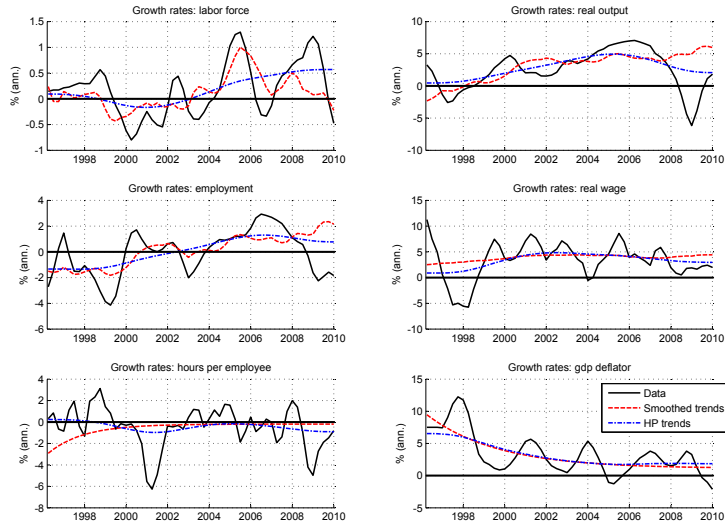 Growth rates: labor force
1.5
1
0.5
0
-0.5
-1
% (ann.)
1998 2000 2002 2004 2006 2008 2010
Growth rates: real output
10
5
0
-5
-10
% (ann.)
1998 2000 2002 2004 2006 2008 2010
Growth rates: employment
4
2
0
-2
-4
-6
% (ann.)
1998 2000 2002 2004 2006 2008 2010
Growth rates: real wage
15
10
5
0
-5
-10
% (ann.)
1998 2000 2002 2004 2006 2008 2010
Growth rates: hours per employee
4
2
0
-2
-4
-6
-8
% (ann.)
1998 2000 2002 2004 2006 2008 2010
Growth rates: gdp deflator
15
10
5
0
-5
% (ann.)
1998 2000 2002 2004 2006 2008 2010
Data
Smoothed trends
HP trends